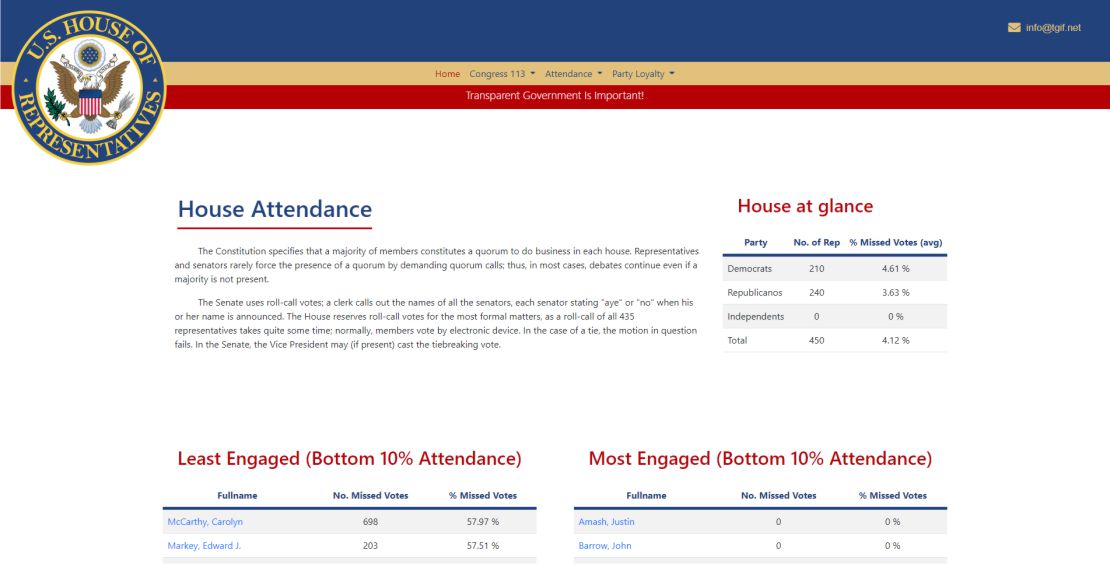 U.S. HOUSE OF
REPRESENTATIVES
info@tgif.net
Home Congress 113 Attendance Party Loyalty
Transparent Government Is Important!
House Attendance
The Constitution specifies that a majority of members constitutes a quorum to do business in each house. Representatives
and senators rarely force the presence of a quorum by demanding quorum calls; thus, in most cases, debates continue even if a
majority is not present.
The Senate uses roll-call votes; a clerk calls out the names of all the senators, each senator stating "aye" or "no" when his
or her name is announced. The House reserves roll-call votes for the most formal matters, as a roll-call of all 435
representatives takes quite some time; normally, members vote by electronic device. In the case of a tie, the motion in question
fails. In the Senate, the Vice President may (if present) cast the tiebreaking vote.
House at glance
Party No. of Rep % Missed Votes (avg)
Democrats 210 4.61 %
Republicanos 240 3.63 %
Independents 0 0 %
Total 450 4.12 %
Least Engaged (Bottom 10% Attendance)
Fullname No. Missed Votes % Missed Votes
McCarthy, Carolyn 698 57.97 %
Markey, Edward J. 203 57.51 %
Most Engaged (Bottom 10% Attendance)
Fullname No. Missed Votes % Missed Votes
Amash, Justin 0 0 %
Barrow, John 0 0 %